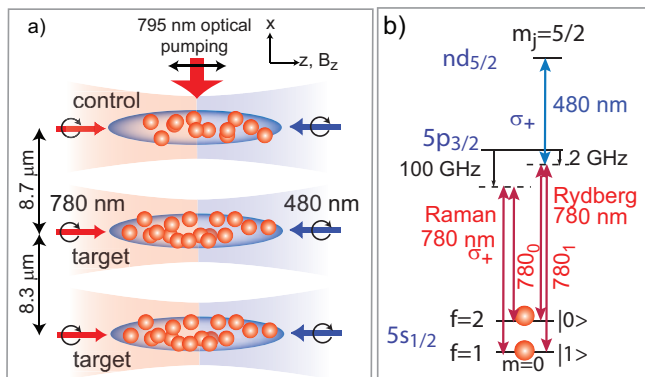 a)
795 nm optical
pumping
x
z, B_z
control
8.7 μm
780 nm
480 nm
target
8.3 μm
target
b)
m_j=5/2
nd_5/2
480 nm
σ_+
5p_3/2
2 GHz
100 GHz
Raman
780 nm
σ_+
Rydberg
780 nm
780_0
780_1
f=2
|0>
5s_1/2
f=1
|1>
m=0